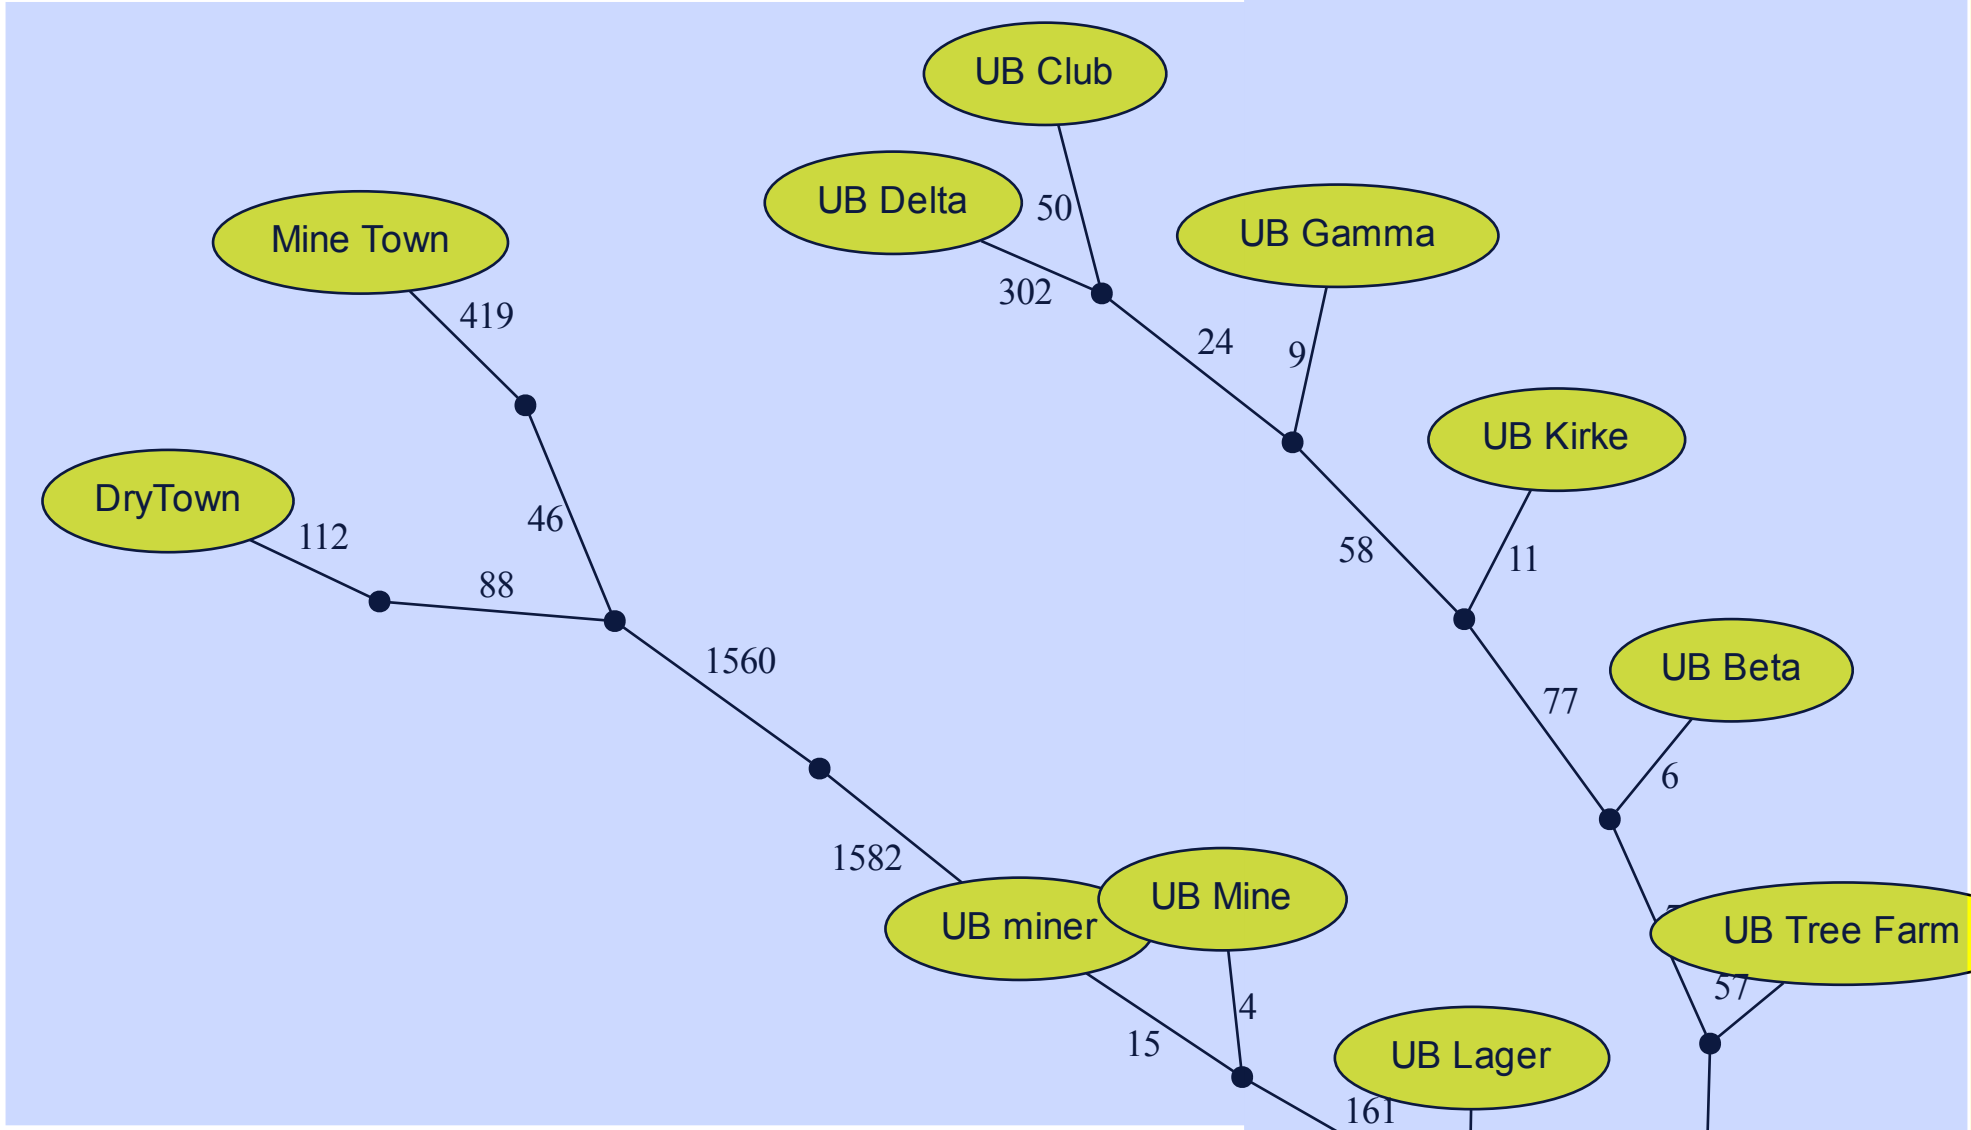 UB Club
UB Delta
50
UB Gamma
Mine Town
302
419
24
9
UB Kirke
DryTown
112
46
58
11
88
1560
UB Beta
77
6
1582
UB Mine
UB miner
UB Tree Farm
57
4
15
UB Lager
161